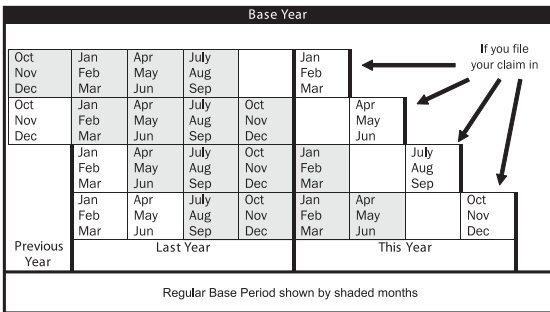 Base Year
If you file
your claim in
Oct Jan Apr July Jan
Nov Feb May Aug Feb
Dec Mar Jun Sep Mar
Oct Jan Apr July Oct Apr
Nov Feb May Aug Nov May
Dec Mar Jun Sep Dec Jun
Jan Apr July Oct Jan July
Feb May Aug Nov Feb Aug
Mar Jun Sep Dec Mar Sep
Jan Apr July Oct Jan Apr Oct
Feb May Aug Nov Feb May Nov
Mar Jun Sep Dec Mar Jun Dec
Previous
Year
Last Year
This Year
Regular Base Period shown by shaded months